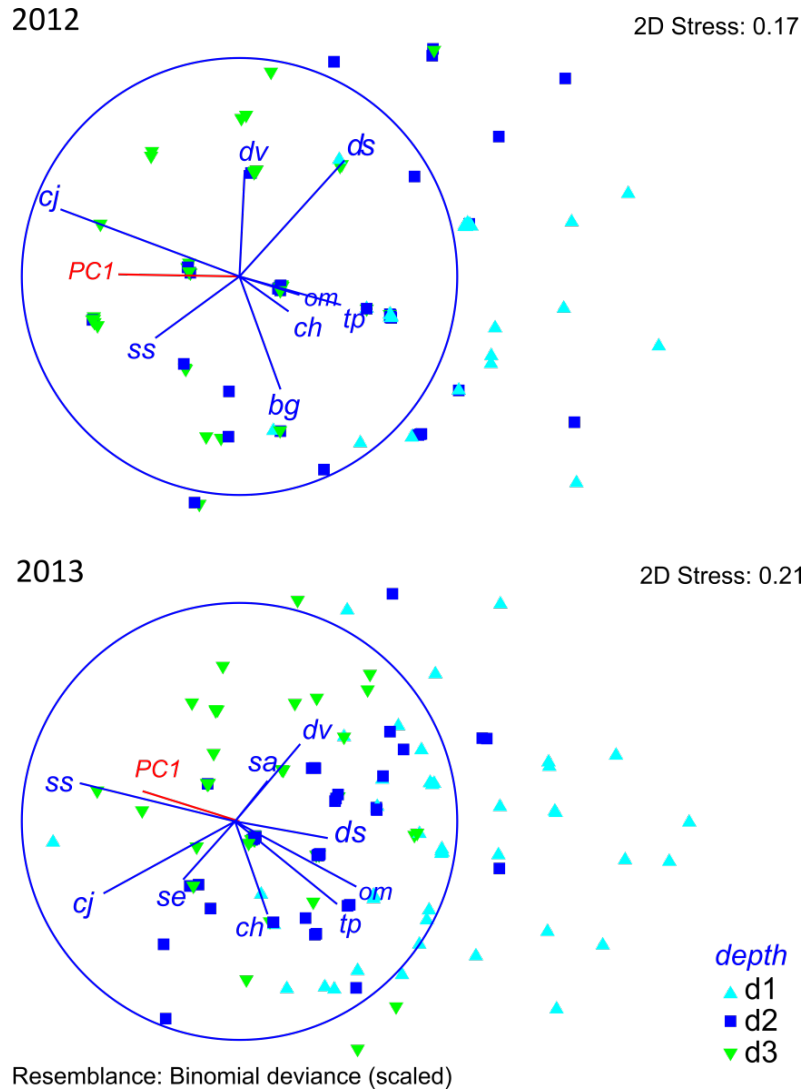 2012
2D Stress: 0.17
dv
ds
cj
PC1
om
tp
ch
ss
bg
2013
2D Stress: 0.21
dv
sa
PC1
ss
ds
om
cj
se
ch
tp
depth
d1
d2
d3
Resemblance: Binomial deviance (scaled)